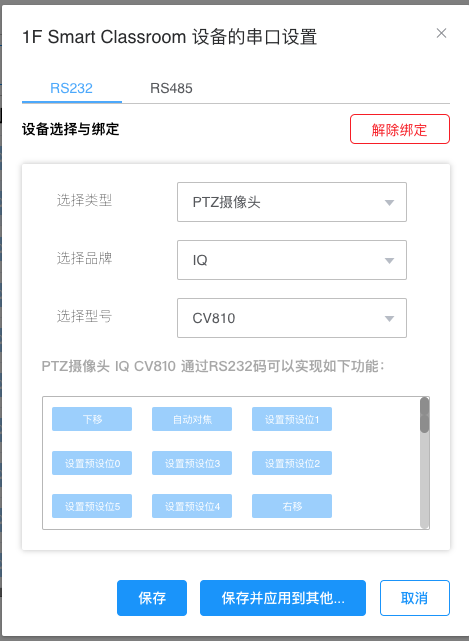 1F Smart Classroom 设备的串口设置
RS232 RS485
设备选择与绑定 解除绑定
选择类型 PTZ摄像头
选择品牌 IQ
选择型号 CV810
PTZ摄像头 IQ CV810 通过RS232码可以实现如下功能：
下移 自动对焦 设置预设位1
设置预设位0 设置预设位3 设置预设位2
设置预设位5 设置预设位4 右移
保存 保存并应用到其他... 取消